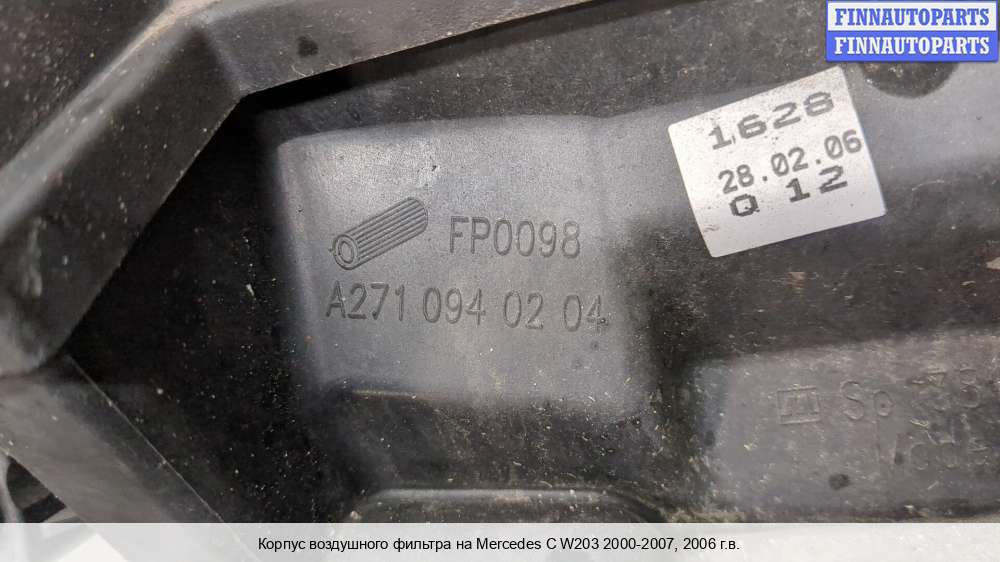 FINNAUTOPARTS
FINNAUTOPARTS
1628
28.02.06
Q 12
FP0098
A271 094 02 04
Корпус воздушного фильтра на Mercedes C W203 2000-2007, 2006 г.в.